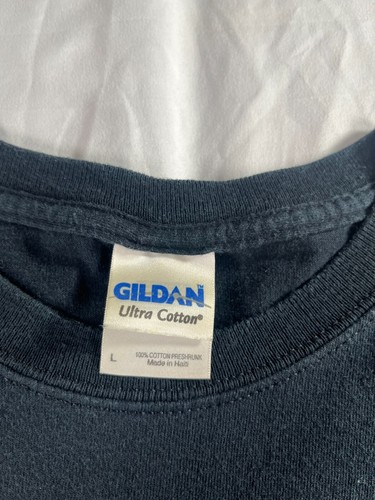 GILDAN
Ultra Cotton®
L 100% COTTON PRESHRUNK
Made in Haiti